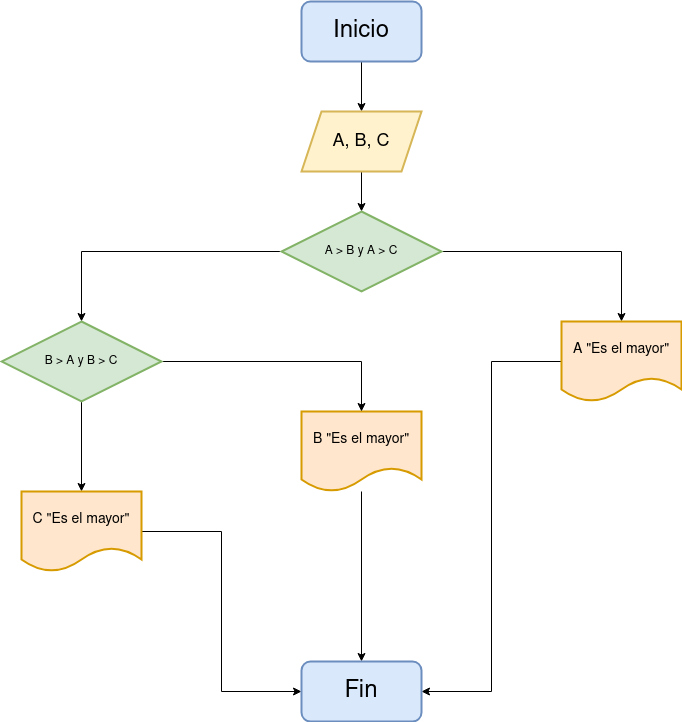 Inicio
A, B, C
A > B y A > C
B > A y B > C
A "Es el mayor"
B "Es el mayor"
C "Es el mayor"
Fin